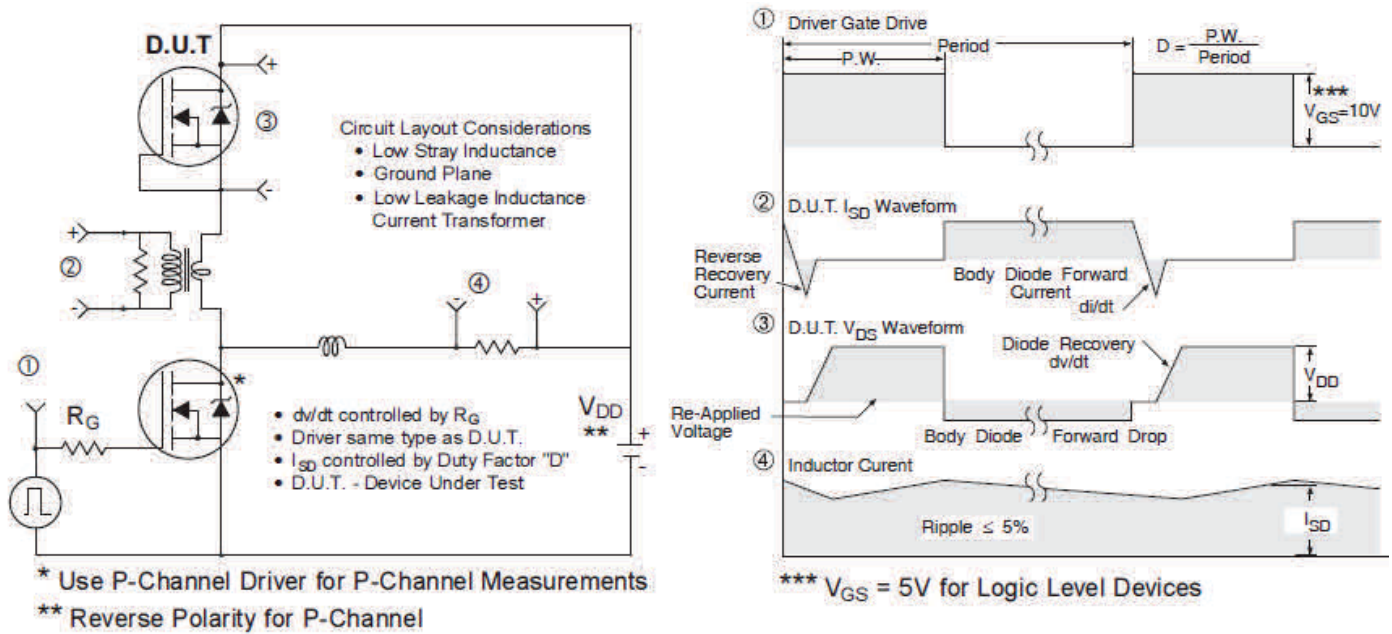 D.U.T
+
③
-
Circuit Layout Considerations
• Low Stray Inductance
• Ground Plane
• Low Leakage Inductance
Current Transformer
+
②
-
- ④ +
①
R_G
*
• dv/dt controlled by R_G
• Driver same type as D.U.T.
• I_SD controlled by Duty Factor "D"
• D.U.T. - Device Under Test
V_DD
**
+
-
* Use P-Channel Driver for P-Channel Measurements
** Reverse Polarity for P-Channel
① Driver Gate Drive
Period
P.W.
D = P.W. / Period
***
V_GS=10V
② D.U.T. I_SD Waveform
Reverse
Recovery
Current
Body Diode Forward
Current
di/dt
③ D.U.T. V_DS Waveform
Diode Recovery
dv/dt
V_DD
Re-Applied
Voltage
Body Diode Forward Drop
④ Inductor Curent
Ripple ≤ 5%
I_SD
*** V_GS = 5V for Logic Level Devices